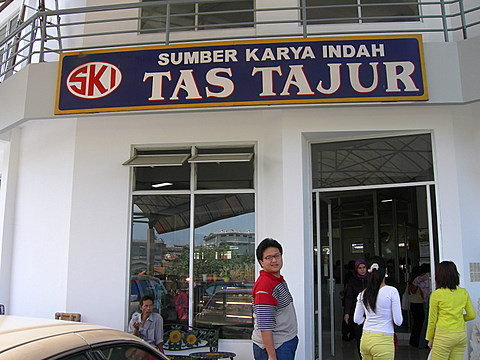 SKI
SUMBER KARYA INDAH
TAS TAJUR